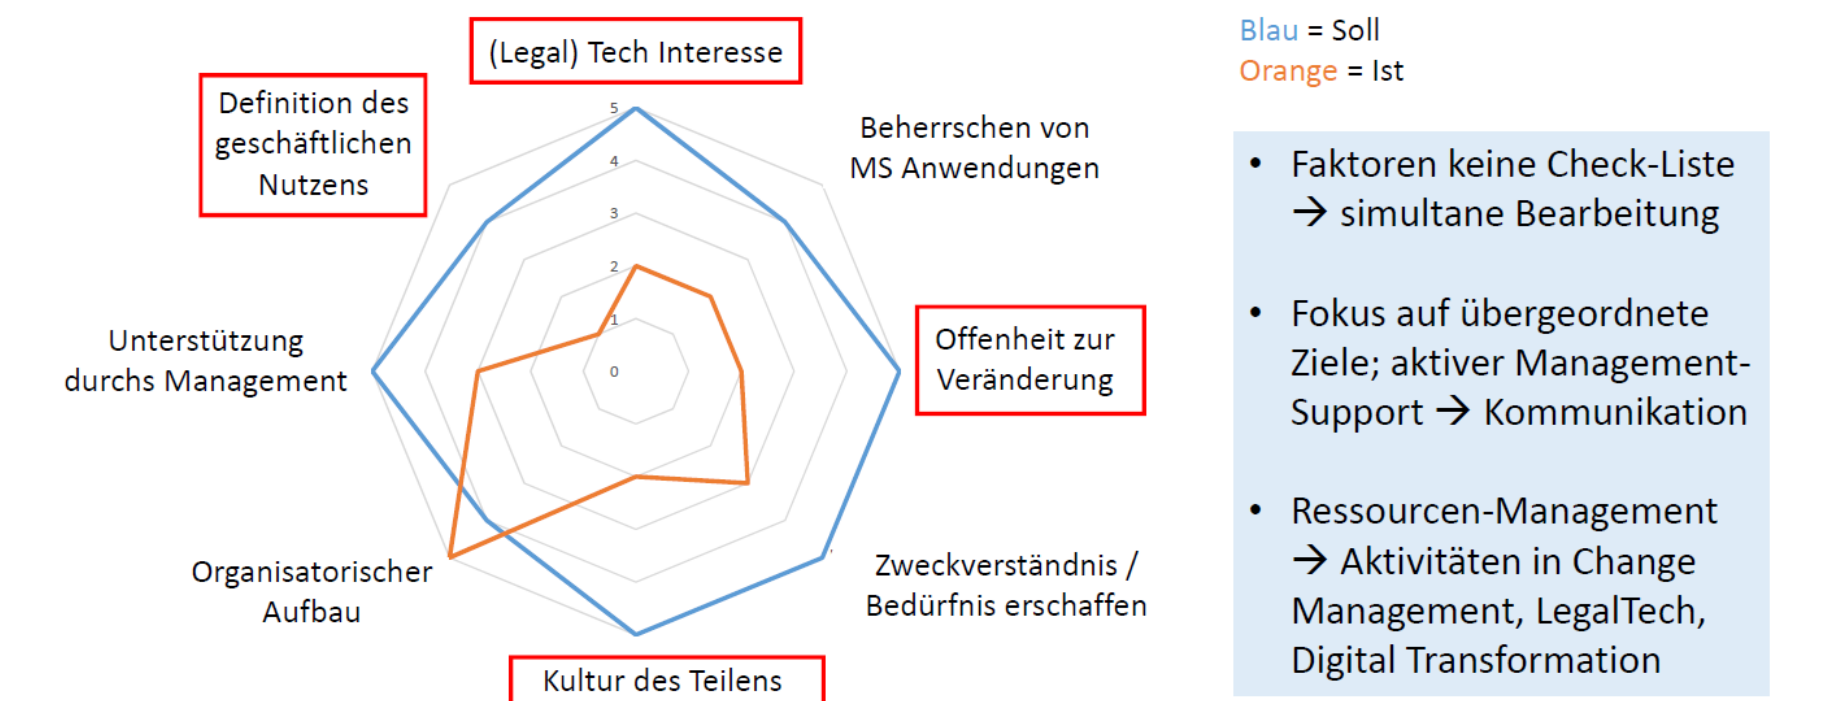 (Legal) Tech Interesse
Definition des
geschäftlichen
Nutzens
Beherrschen von
MS Anwendungen
5
4
3
2
1
0
Unterstützung
durchs Management
Offenheit zur
Veränderung
Organisatorischer
Aufbau
Zweckverständnis /
Bedürfnis erschaffen
Kultur des Teilens
Blau = Soll
Orange = Ist
• Faktoren keine Check-Liste
→ simultane Bearbeitung
• Fokus auf übergeordnete
Ziele; aktiver Management-
Support → Kommunikation
• Ressourcen-Management
→ Aktivitäten in Change
Management, LegalTech,
Digital Transformation